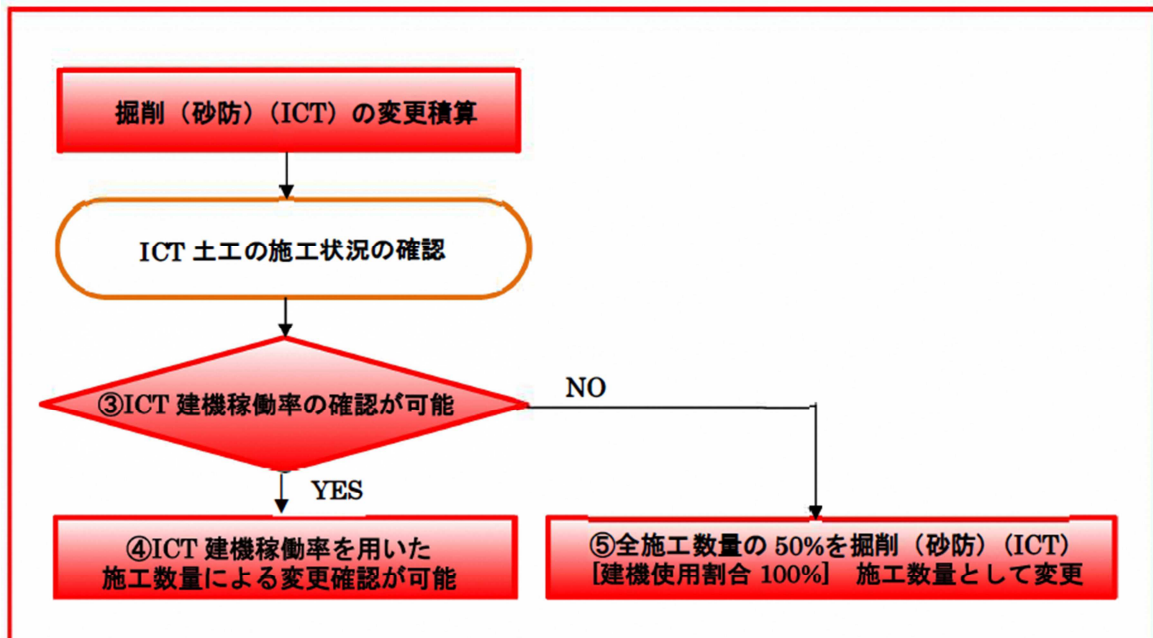 掘削（砂防）（ICT）の変更積算
ICT 土工の施工状況の確認
③ICT 建機稼働率の確認が可能
NO
YES
④ICT 建機稼働率を用いた
施工数量による変更確認が可能
⑤全施工数量の 50%を掘削（砂防）（ICT）
［建機使用割合 100%］　施工数量として変更